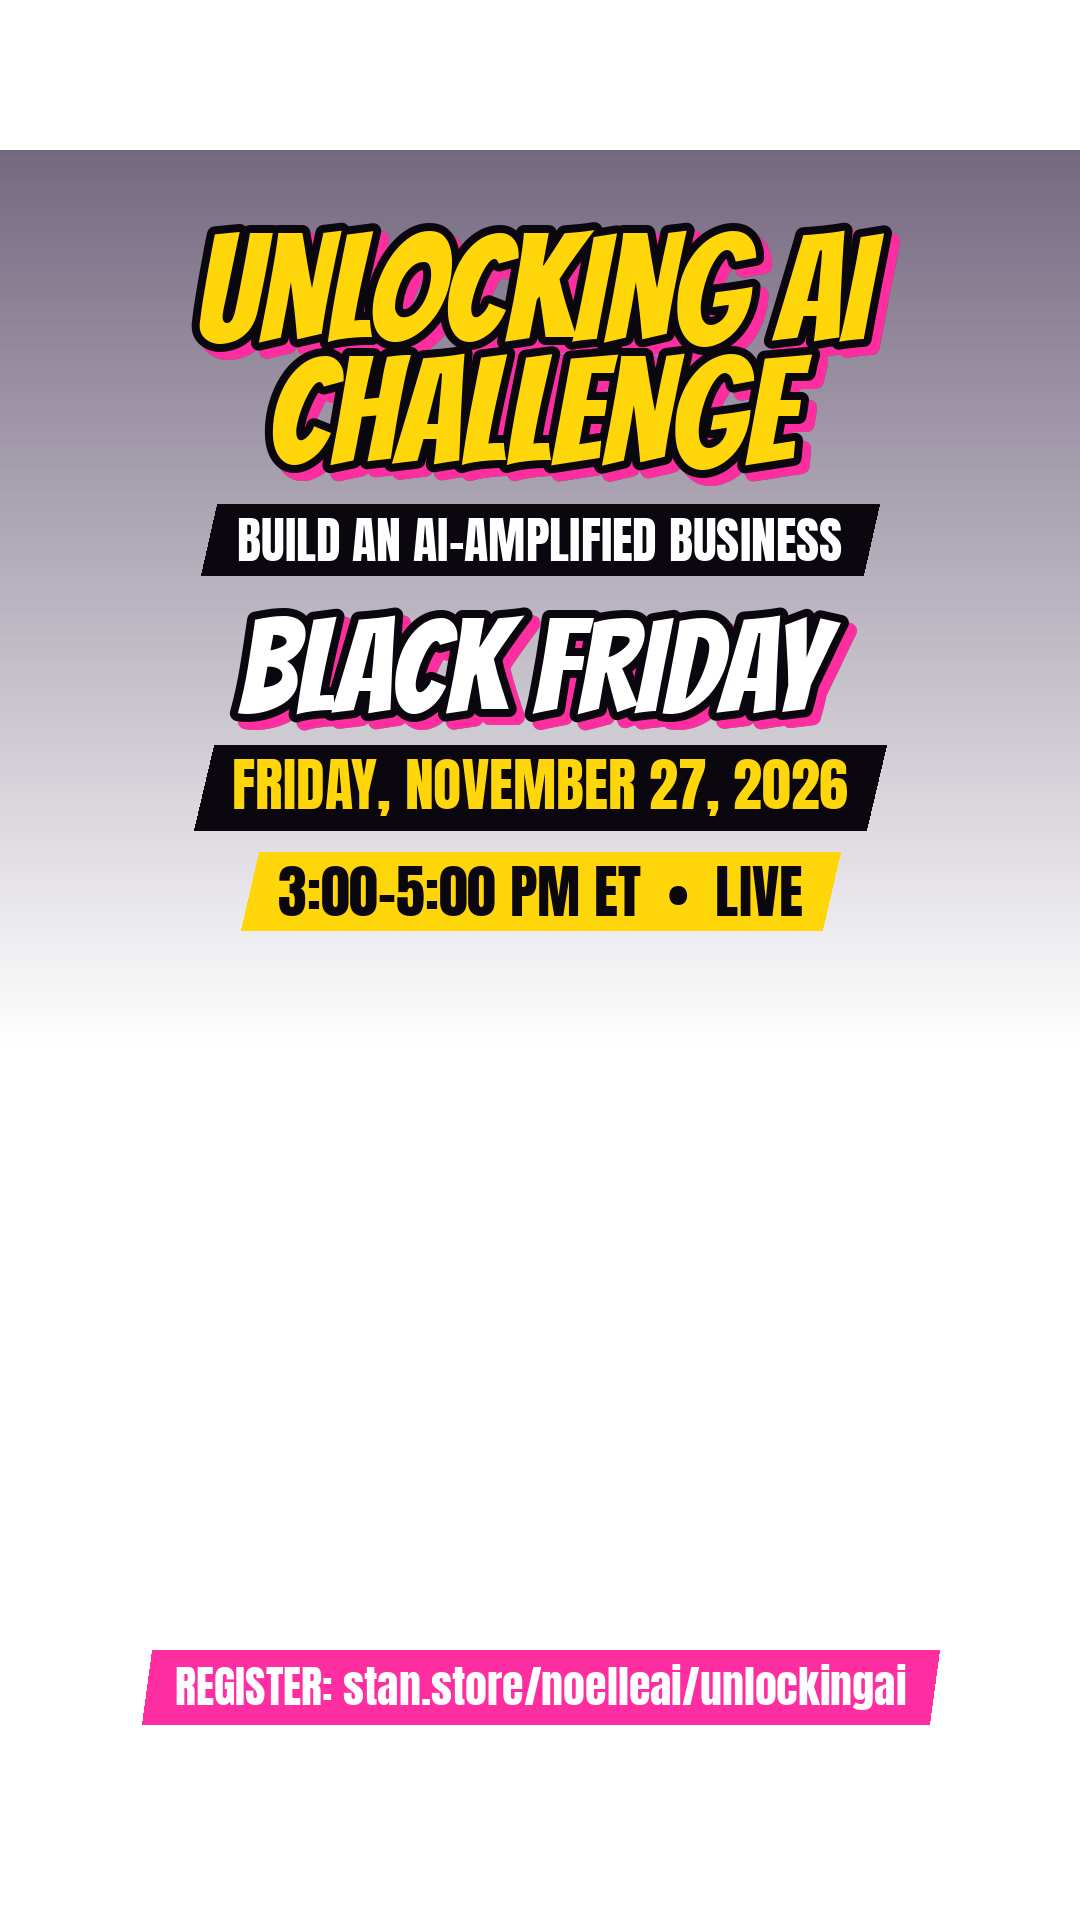 UNLOCKING AI
CHALLENGE
BUILD AN AI-AMPLIFIED BUSINESS
BLACK FRIDAY
FRIDAY, NOVEMBER 27, 2026
3:00-5:00 PM ET • LIVE
REGISTER: stan.store/noelleai/unlockingai